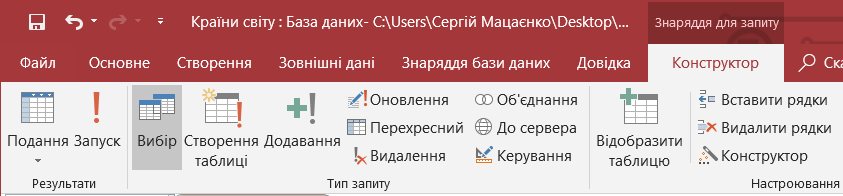 Країни світу : База даних- C:\Users\Сергій Мацаєнко\Desktop\...
Знаряддя для запиту
Файл Основне Створення Зовнішні дані Знаряддя бази даних Довідка Конструктор Ска
Подання
Запуск
Вибір
Створення
таблиці
Додавання
Оновлення
Перехресний
Видалення
Об'єднання
До сервера
Керування
Відобразити
таблицю
Вставити рядки
Видалити рядки
Конструктор
Результати Тип запиту Настроювання